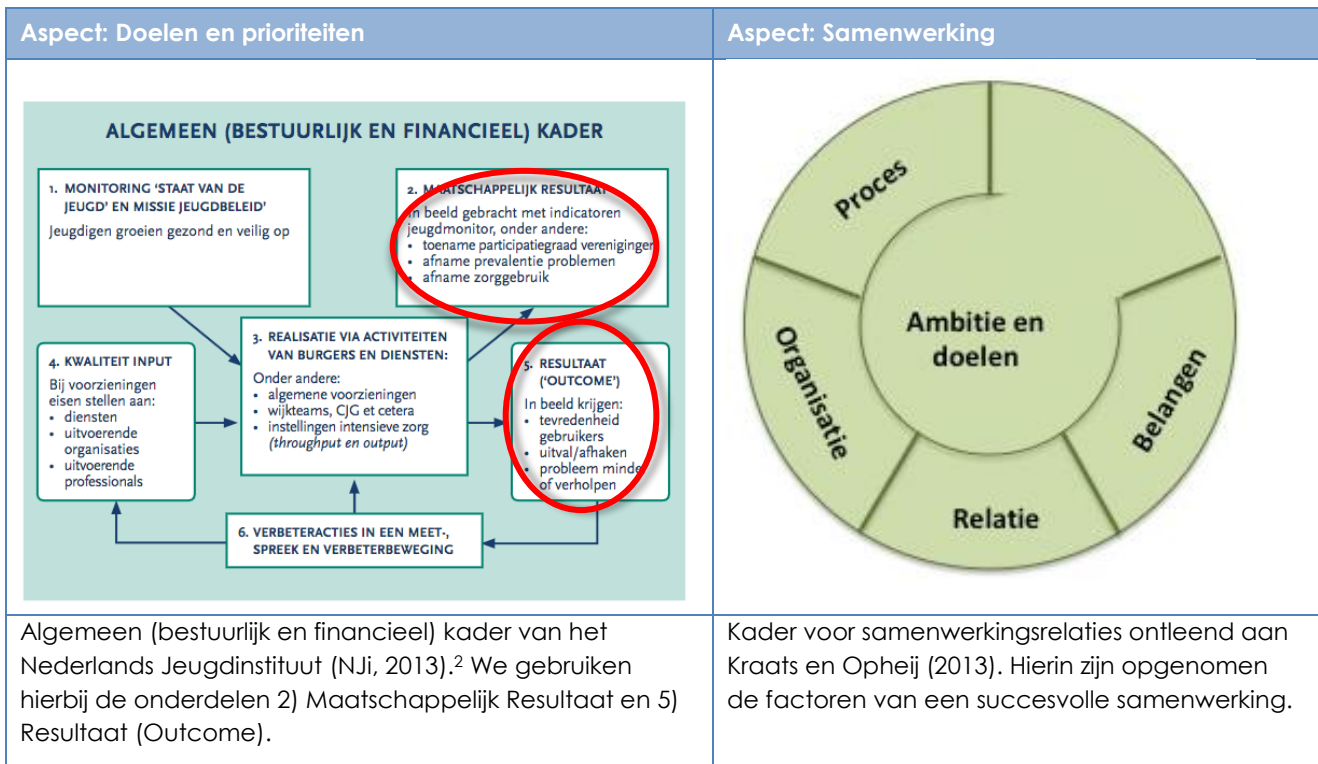 Aspect: Doelen en prioriteiten
ALGEMEEN (BESTUURLIJK EN FINANCIEEL) KADER
1. MONITORING ‘STAAT VAN DE
JEUGD’ EN MISSIE JEUGDBELEID’
Jeugdigen groeien gezond en veilig op
2. MAATSCHAPPELIJK RESULTAAT
In beeld gebracht met indicatoren
jeugdmonitor, onder andere:
• toename participatiegraad verenigingen
• afname prevalentie problemen
• afname zorggebruik
3. REALISATIE VIA ACTIVITEITEN
VAN BURGERS EN DIENSTEN:
Onder andere:
• algemene voorzieningen
• wijkteams, CJG et cetera
• instellingen intensieve zorg
(throughput en output)
4. KWALITEIT INPUT
Bij voorzieningen
eisen stellen aan:
• diensten
• uitvoerende
organisaties
• uitvoerende
professionals
5. RESULTAAT
(‘OUTCOME’)
In beeld krijgen:
• tevredenheid
gebruikers
• uitval/afhaken
• probleem minder
of verholpen
6. VERBETERACTIES IN EEN MEET-,
SPREEK EN VERBETERBEWEGING
Algemeen (bestuurlijk en financieel) kader van het
Nederlands Jeugdinstituut (NJi, 2013).2 We gebruiken
hierbij de onderdelen 2) Maatschappelijk Resultaat en 5)
Resultaat (Outcome).
Aspect: Samenwerking
Proces
Ambitie en
doelen
Organisatie
Belangen
Relatie
Kader voor samenwerkingsrelaties ontleend aan
Kraats en Opheij (2013). Hierin zijn opgenomen
de factoren van een succesvolle samenwerking.